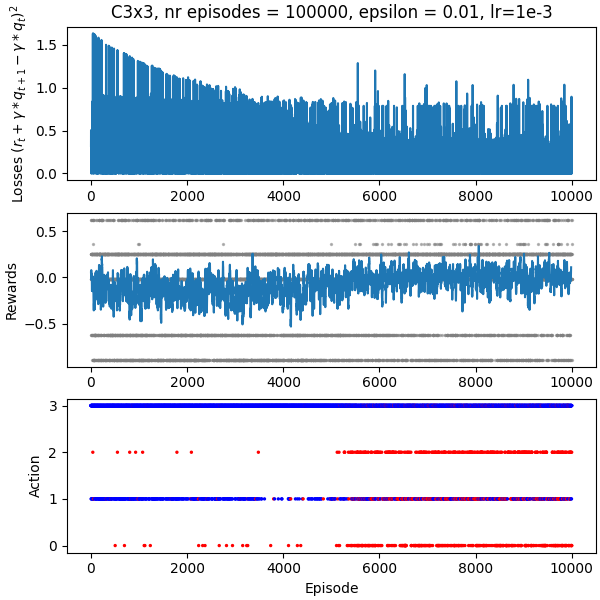 C3x3, nr episodes = 100000, epsilon = 0.01, lr=1e-3
Losses (r_t + γ * q_{t+1} − γ * q_t)^2
1.5
1.0
0.5
0.0
0 2000 4000 6000 8000 10000
Rewards
0.5
0.0
−0.5
0 2000 4000 6000 8000 10000
Action
3
2
1
0
0 2000 4000 6000 8000 10000
Episode